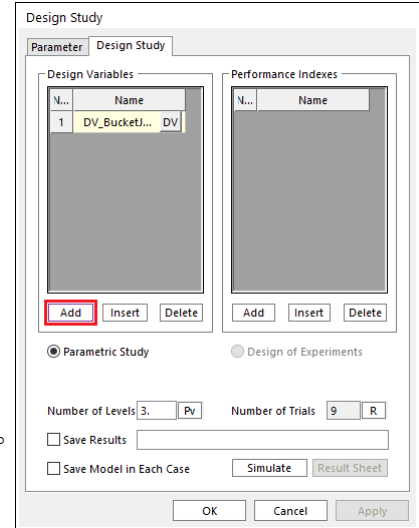 Design Study
Parameter Design Study
Design Variables
N... Name
1 DV_BucketJ... DV
Add Insert Delete
Performance Indexes
N... Name
Add Insert Delete
Parametric Study Design of Experiments
Number of Levels 3. Pv Number of Trials 9 R
Save Results
Save Model in Each Case Simulate Result Sheet
OK Cancel Apply